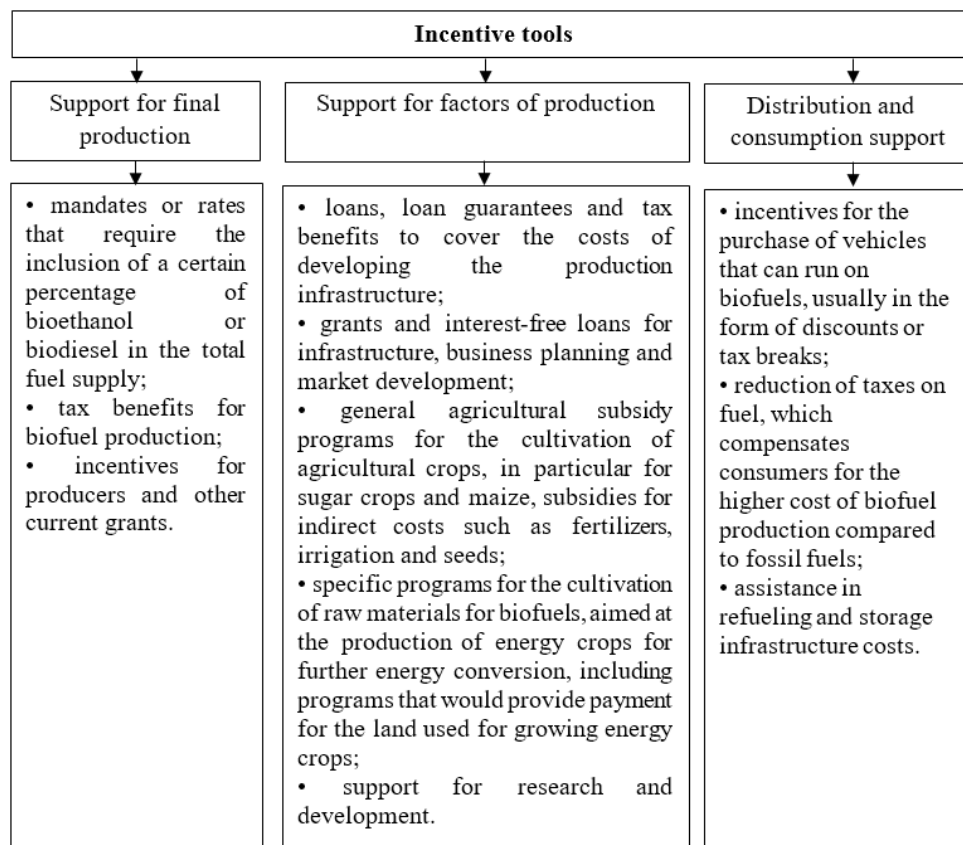 Incentive tools
Support for final
production
Support for factors of production
Distribution and
consumption support
• mandates or rates
that require the
inclusion of a certain
percentage of
bioethanol or
biodiesel in the total
fuel supply;
• tax benefits for
biofuel production;
• incentives for
producers and other
current grants.
• loans, loan guarantees and tax
benefits to cover the costs of
developing the production
infrastructure;
• grants and interest-free loans for
infrastructure, business planning and
market development;
• general agricultural subsidy
programs for the cultivation of
agricultural crops, in particular for
sugar crops and maize, subsidies for
indirect costs such as fertilizers,
irrigation and seeds;
• specific programs for the cultivation
of raw materials for biofuels, aimed at
the production of energy crops for
further energy conversion, including
programs that would provide payment
for the land used for growing energy
crops;
• support for research and
development.
• incentives for the
purchase of vehicles
that can run on
biofuels, usually in the
form of discounts or
tax breaks;
• reduction of taxes on
fuel, which
compensates
consumers for the
higher cost of biofuel
production compared
to fossil fuels;
• assistance in
refueling and storage
infrastructure costs.